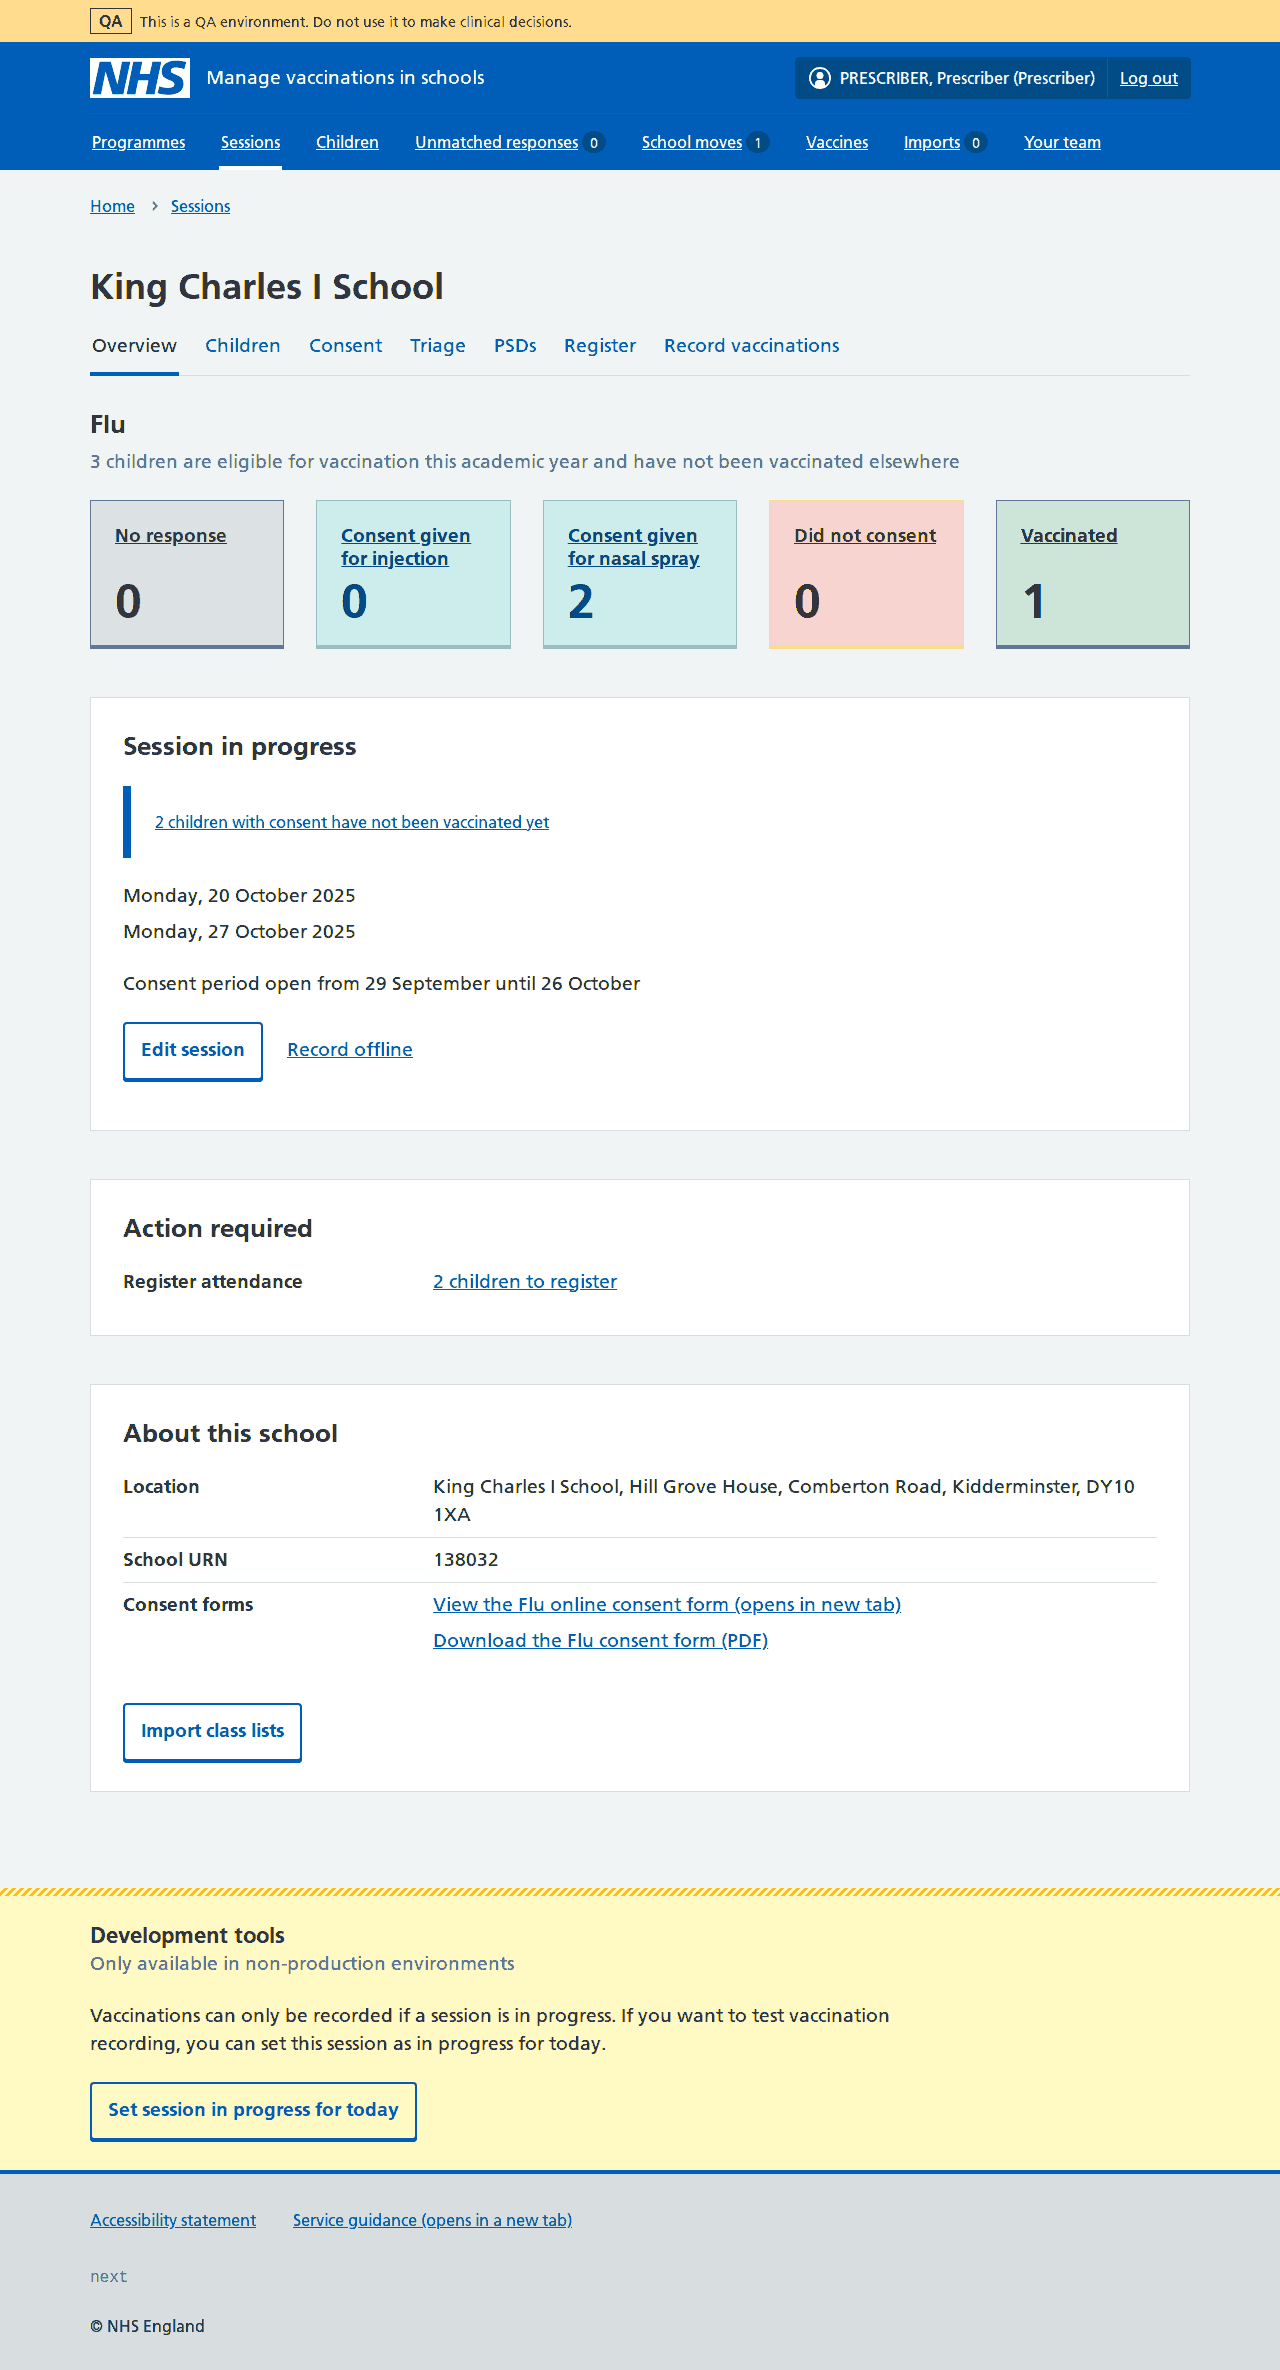 QA This is a QA environment. Do not use it to make clinical decisions.
NHS Manage vaccinations in schools PRESCRIBER, Prescriber (Prescriber) Log out
Programmes Sessions Children Unmatched responses 0 School moves 1 Vaccines Imports 0 Your team
Home > Sessions
King Charles I School
Overview Children Consent Triage PSDs Register Record vaccinations
Flu
3 children are eligible for vaccination this academic year and have not been vaccinated elsewhere
No response
0
Consent given
for injection
0
Consent given
for nasal spray
2
Did not consent
0
Vaccinated
1
Session in progress
2 children with consent have not been vaccinated yet
Monday, 20 October 2025
Monday, 27 October 2025
Consent period open from 29 September until 26 October
Edit session Record offline
Action required
Register attendance 2 children to register
About this school
Location King Charles I School, Hill Grove House, Comberton Road, Kidderminster, DY10
1XA
School URN 138032
Consent forms View the Flu online consent form (opens in new tab)
Download the Flu consent form (PDF)
Import class lists
Development tools
Only available in non-production environments
Vaccinations can only be recorded if a session is in progress. If you want to test vaccination
recording, you can set this session as in progress for today.
Set session in progress for today
Accessibility statement Service guidance (opens in a new tab)
next
© NHS England